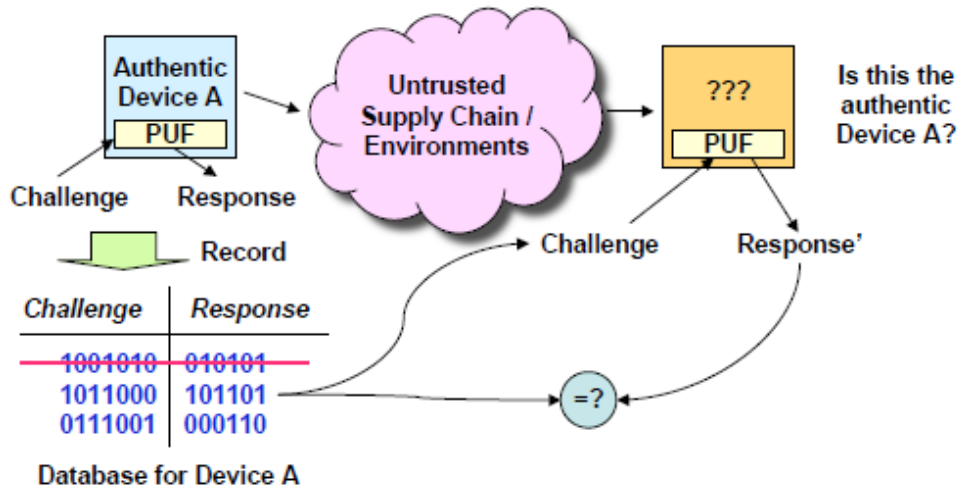 Authentic
Device A
PUF
Challenge
Response
Record
Untrusted
Supply Chain /
Environments
???
PUF
Is this the
authentic
Device A?
Challenge
Response’
Challenge
Response
1001010 010101
1011000 101101
0111001 000110
=?
Database for Device A